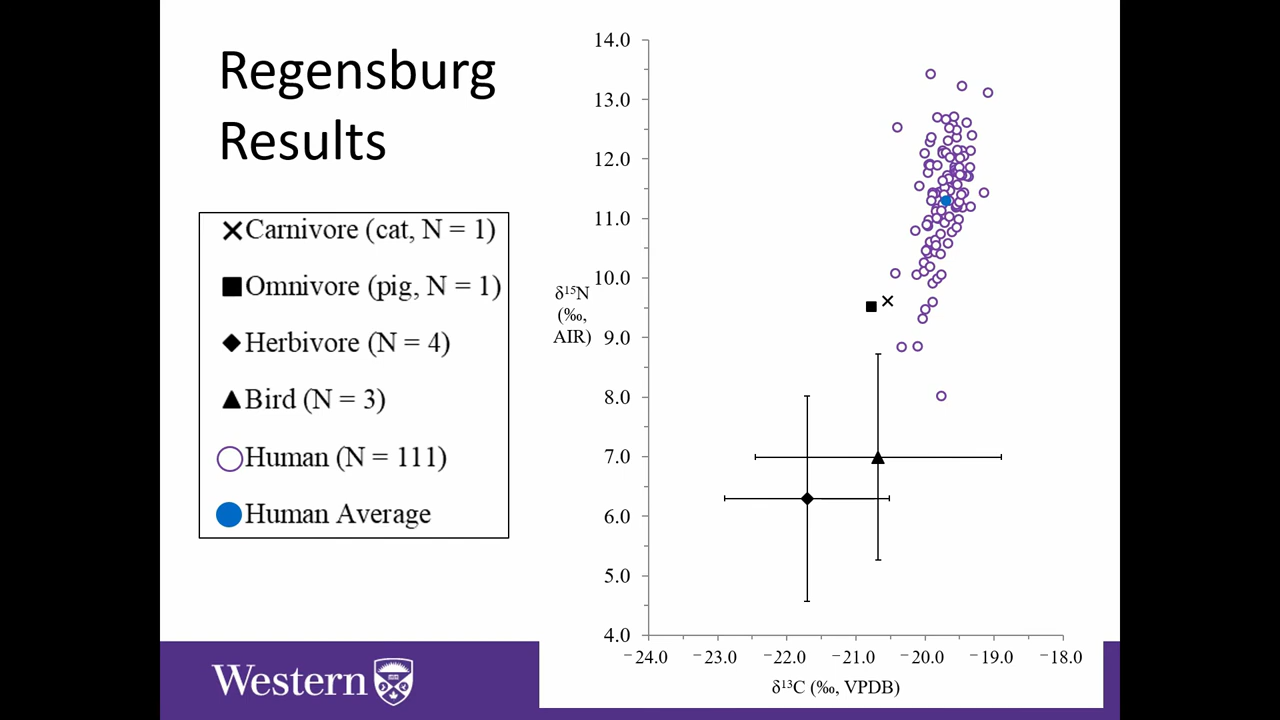 Regensburg
Results
Carnivore (cat, N = 1)
Omnivore (pig, N = 1)
Herbivore (N = 4)
Bird (N = 3)
Human (N = 111)
Human Average
δ¹⁵N
(‰,
AIR)
14.0
13.0
12.0
11.0
10.0
9.0
8.0
7.0
6.0
5.0
4.0
−24.0 −23.0 −22.0 −21.0 −20.0 −19.0 −18.0
δ¹³C (‰, VPDB)
Western